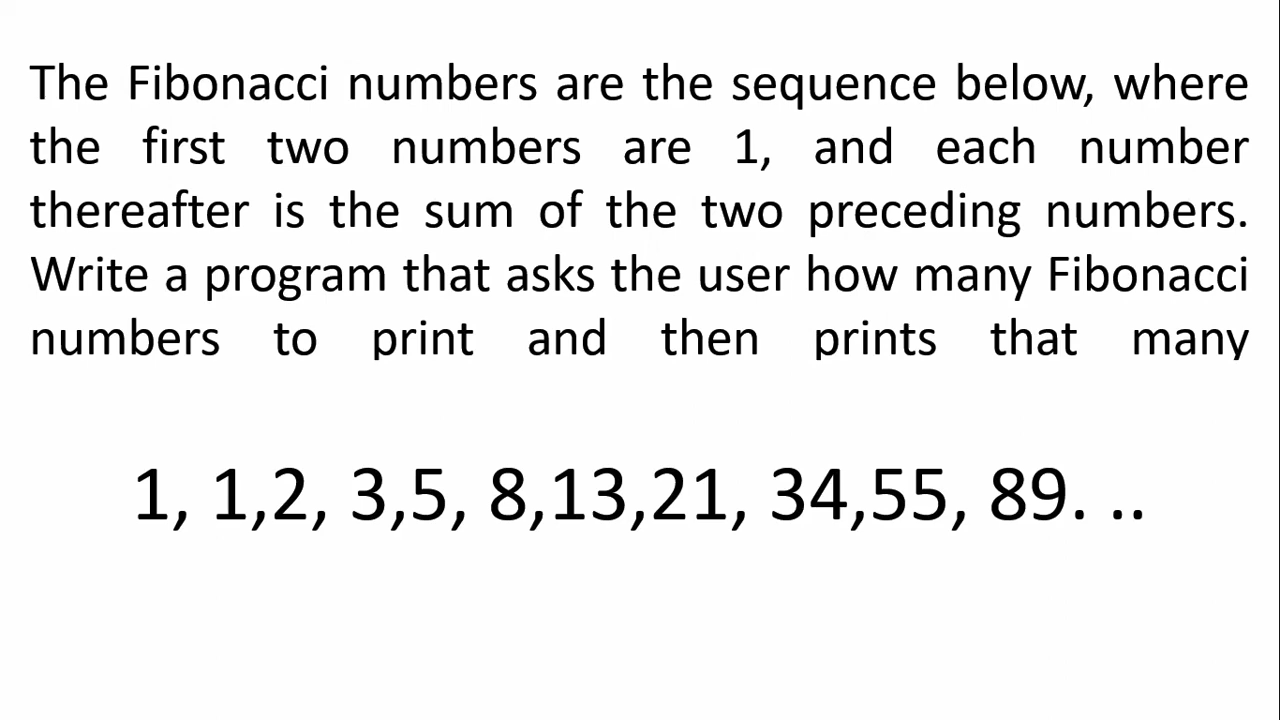 The Fibonacci numbers are the sequence below, where
the first two numbers are 1, and each number
thereafter is the sum of the two preceding numbers.
Write a program that asks the user how many Fibonacci
numbers to print and then prints that many
1, 1,2, 3,5, 8,13,21, 34,55, 89. ..